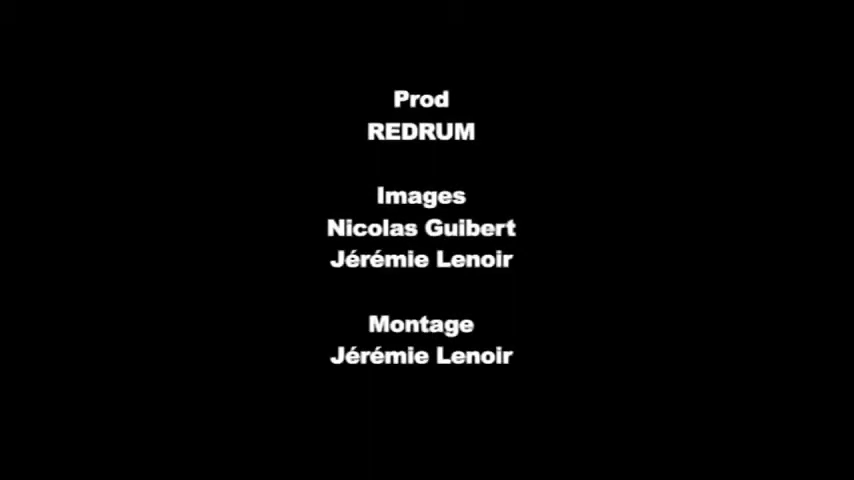 Prod
REDRUM
Images
Nicolas Guibert
Jérémie Lenoir
Montage
Jérémie Lenoir